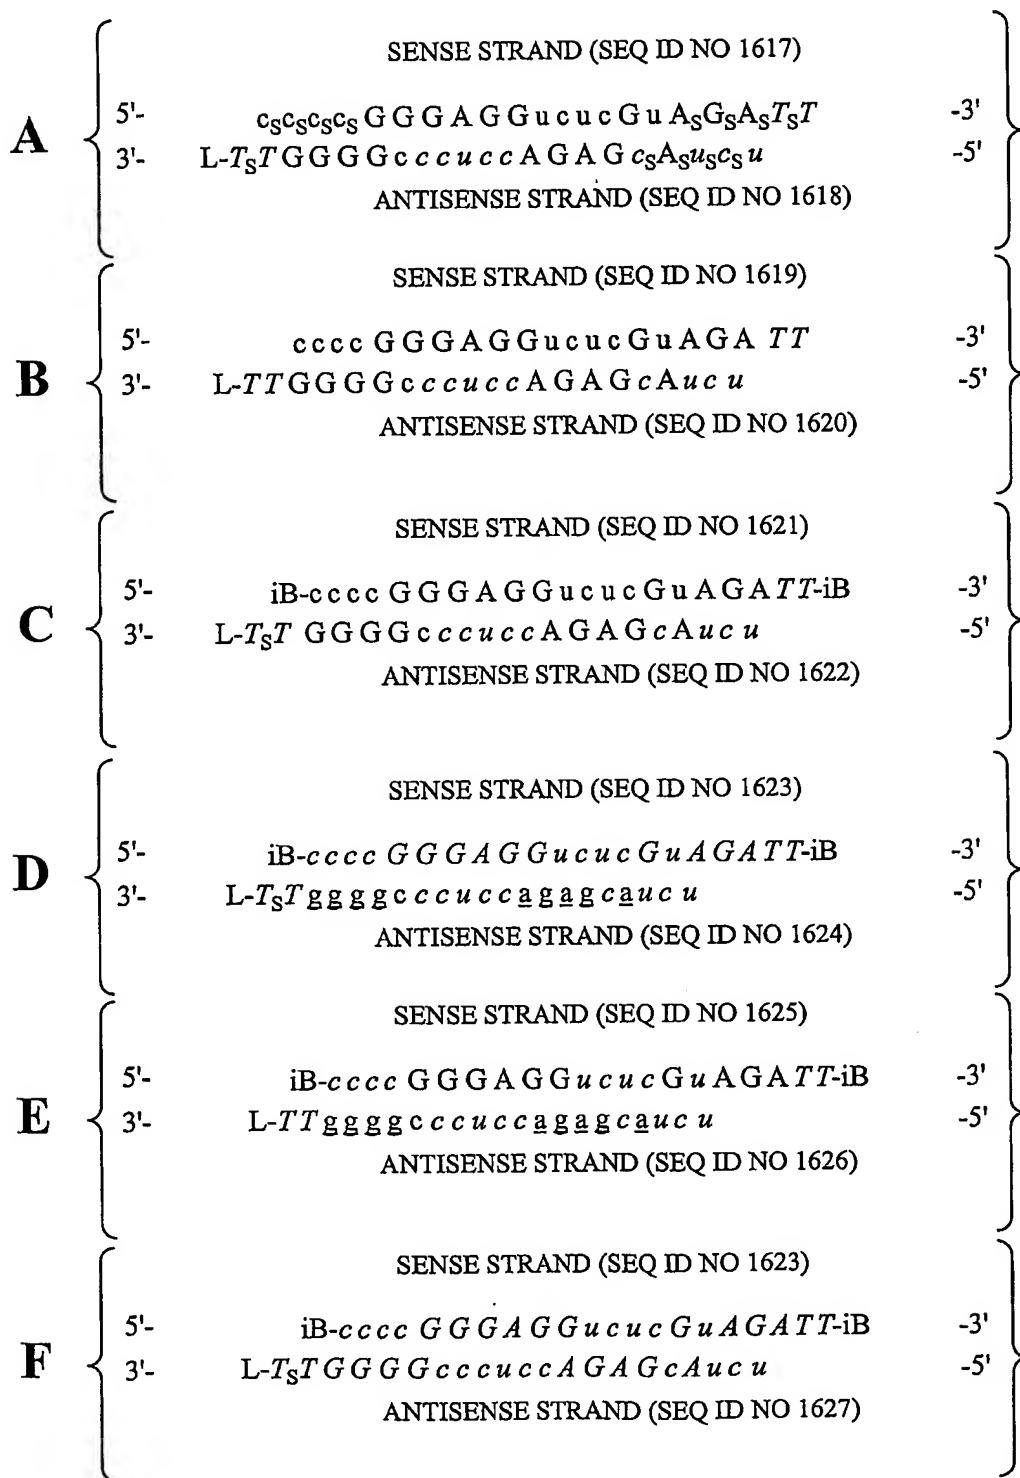 SENSE STRAND (SEQ ID NO 1617)
A
5'- cScScScS G G G A G G u c u c G u ASGSASTST -3'
3'- L-TST G G G G c c c u c c A G A G cSASuScS u -5'
ANTISENSE STRAND (SEQ ID NO 1618)
SENSE STRAND (SEQ ID NO 1619)
B
5'- c c c c G G G A G G u c u c G u A G A T T -3'
3'- L-T T G G G G c c c u c c A G A G c A u c u -5'
ANTISENSE STRAND (SEQ ID NO 1620)
SENSE STRAND (SEQ ID NO 1621)
C
5'- iB-c c c c G G G A G G u c u c G u A G A T T-iB -3'
3'- L-TST G G G G c c c u c c A G A G c A u c u -5'
ANTISENSE STRAND (SEQ ID NO 1622)
SENSE STRAND (SEQ ID NO 1623)
D
5'- iB-c c c c G G G A G G u c u c G u A G A T T-iB -3'
3'- L-TST g g g g c c c u c c a g a g c a u c u -5'
ANTISENSE STRAND (SEQ ID NO 1624)
SENSE STRAND (SEQ ID NO 1625)
E
5'- iB-c c c c G G G A G G u c u c G u A G A T T-iB -3'
3'- L-T T g g g g c c c u c c a g a g c a u c u -5'
ANTISENSE STRAND (SEQ ID NO 1626)
SENSE STRAND (SEQ ID NO 1623)
F
5'- iB-c c c c G G G A G G u c u c G u A G A T T-iB -3'
3'- L-TST G G G G c c c u c c A G A G c A u c u -5'
ANTISENSE STRAND (SEQ ID NO 1627)